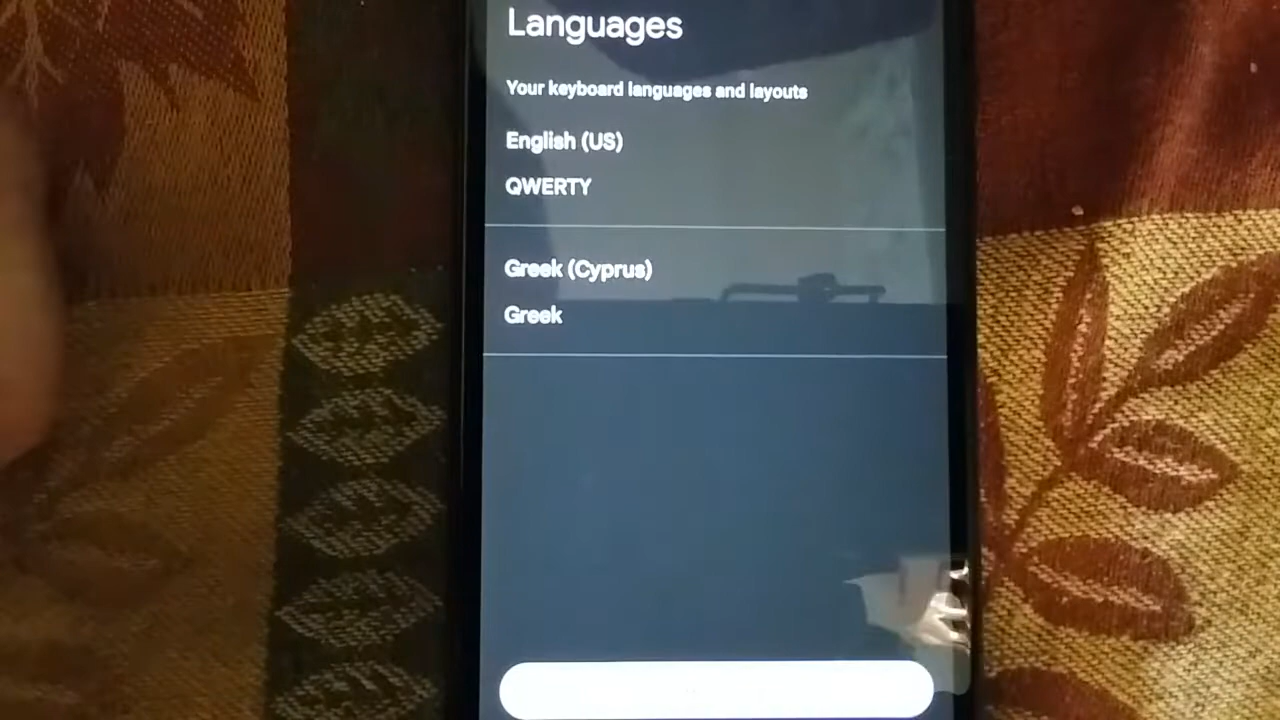 Languages
Your keyboard languages and layouts
English (US)
QWERTY
Greek (Cyprus)
Greek